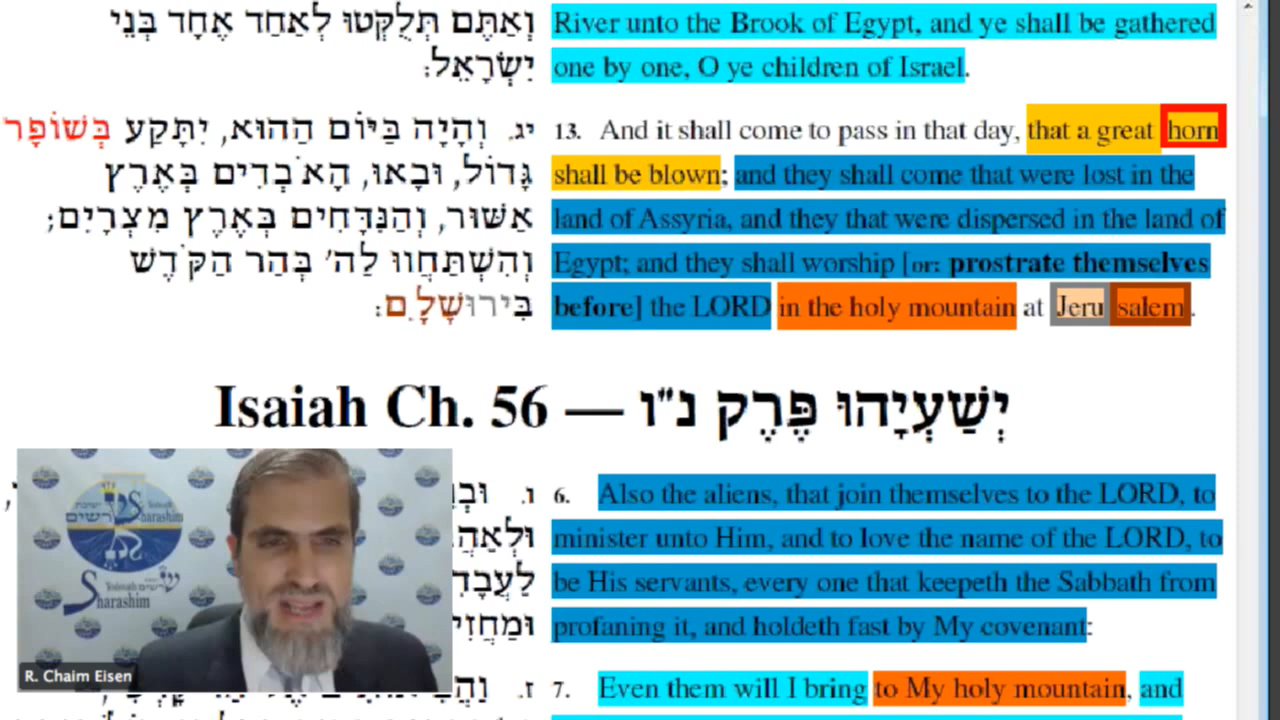 וְאַתֶּם תְּלֻקְּטוּ לְאַחַד אֶחָד בְּנֵי
יִשְׂרָאֵל:
River unto the Brook of Egypt, and ye shall be gathered
one by one, O ye children of Israel.
יג. וְהָיָה בַּיּוֹם הַהוּא, יִתָּקַע בְּשׁוֹפָר
גָּדוֹל, וּבָאוּ, הָאֹבְדִים בְּאֶרֶץ
אַשּׁוּר, וְהַנִּדָּחִים בְּאֶרֶץ מִצְרָיִם;
וְהִשְׁתַּחֲווּ לַה' בְּהַר הַקֹּדֶשׁ
בִּירוּשָׁלָ‍ִם:
13. And it shall come to pass in that day, that a great horn
shall be blown; and they shall come that were lost in the
land of Assyria, and they that were dispersed in the land of
Egypt; and they shall worship [or: prostrate themselves
before] the LORD in the holy mountain at Jerusalem.
Isaiah Ch. 56 — יְשַׁעְיָהוּ פֶּרֶק נ"ו
ו.
וּלְאַהֲ
לַעֲבָדִ
וּמַחֲזִי
6. Also the aliens, that join themselves to the LORD, to
minister unto Him, and to love the name of the LORD, to
be His servants, every one that keepeth the Sabbath from
profaning it, and holdeth fast by My covenant:
ז.
7. Even them will I bring to My holy mountain, and
ישיבת שרשים
Yeshivah Sharashim
Yeshivah שרשים
Sharashim
R. Chaim Eisen